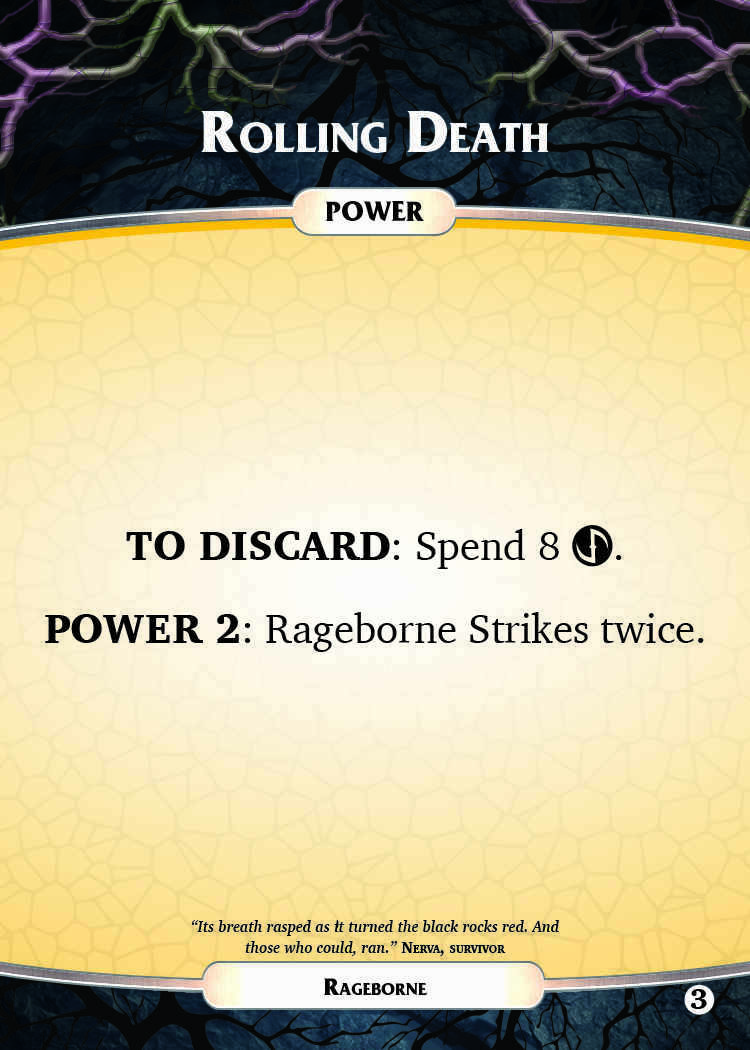 Rolling Death
POWER
TO DISCARD: Spend 8 .
POWER 2: Rageborne Strikes twice.
“Its breath rasped as it turned the black rocks red. And
those who could, ran.” Nerva, survivor
Rageborne
3